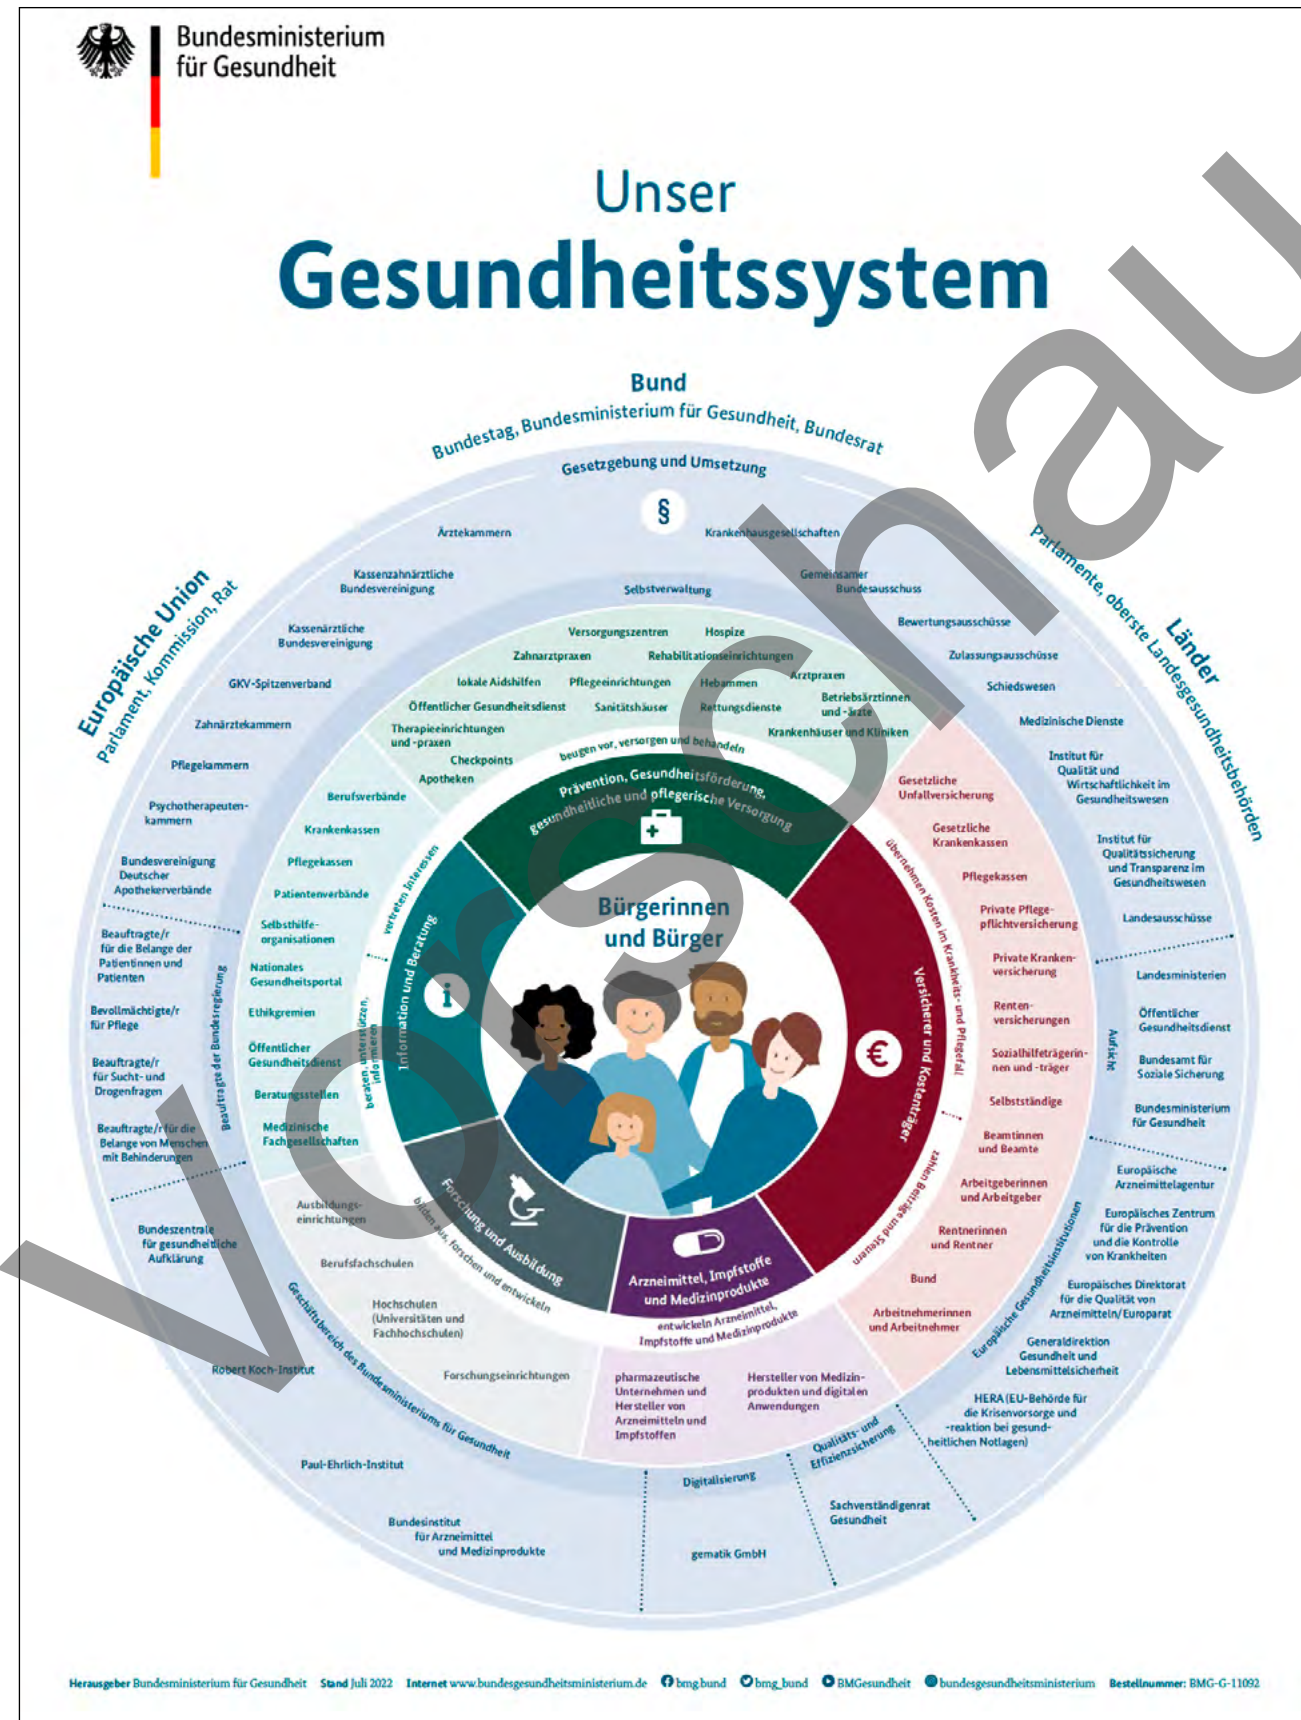 Bundesministerium
für Gesundheit
Unser
Gesundheitssystem
Bund
Bundestag, Bundesministerium für Gesundheit, Bundesrat
Europäische Union
Parlament, Kommission, Rat
Länder
Parlamente, oberste Landesgesundheitsbehörden
Gesetzgebung und Umsetzung
§
Ärztekammern
Krankenhausgesellschaften
Kassenzahnärztliche
Bundesvereinigung
Gemeinsamer
Bundesausschuss
Selbstverwaltung
Kassenärztliche
Bundesvereinigung
Bewertungsausschüsse
GKV-Spitzenverband
Zulassungsausschüsse
Zahnärztekammern
Schiedswesen
Pflegekammern
Medizinische Dienste
Psychotherapeuten-
kammern
Institut für
Qualität und
Wirtschaftlichkeit im
Gesundheitswesen
Bundesvereinigung
Deutscher
Apothekerverbände
Institut für
Qualitätssicherung
und Transparenz im
Gesundheitswesen
Landesausschüsse
Versorgungszentren
Hospize
Zahnarztpraxen
Rehabilitationseinrichtungen
lokale Aidshilfen
Pflegeeinrichtungen
Hebammen
Arztpraxen
Öffentlicher Gesundheitsdienst
Sanitätshäuser
Rettungsdienste
Betriebsärztinnen
und -ärzte
Therapieeinrichtungen
und -praxen
Krankenhäuser und Kliniken
Checkpoints
Apotheken
beugen vor, versorgen und behandeln
Prävention, Gesundheitsförderung,
gesundheitliche und pflegerische Versorgung
Berufsverbände
Krankenkassen
Pflegekassen
Patientenverbände
Selbsthilfe-
organisationen
vertreten Interessen
Nationales
Gesundheitsportal
Ethikgremien
Öffentlicher
Gesundheitsdienst
Beratungsstellen
Medizinische
Fachgesellschaften
beraten, unterstützen,
informieren
Information und Beratung
i
Bürgerinnen
und Bürger
Versicherer und Kostenträger
€
übernehmen Kosten im Krankheits- und Pflegefall
zahlen Beiträge und Steuern
Gesetzliche
Unfallversicherung
Gesetzliche
Krankenkassen
Pflegekassen
Private Pflege-
pflichtversicherung
Private Kranken-
versicherung
Renten-
versicherungen
Sozialhilfeträgerin-
nen und -träger
Selbstständige
Beamtinnen
und Beamte
Arbeitgeberinnen
und Arbeitgeber
Rentnerinnen
und Rentner
Bund
Arbeitnehmerinnen
und Arbeitnehmer
Beauftragte der Bundesregierung
Beauftragte/r
für die Belange der
Patientinnen und
Patienten
Bevollmächtigte/r
für Pflege
Beauftragte/r
für Sucht- und
Drogenfragen
Beauftragte/r für die
Belange von Menschen
mit Behinderungen
Aufsicht
Landesministerien
Öffentlicher
Gesundheitsdienst
Bundesamt für
Soziale Sicherung
Bundesministerium
für Gesundheit
Europäische Gesundheitsinstitutionen
Europäische
Arzneimittelagentur
Europäisches Zentrum
für die Prävention
und die Kontrolle
von Krankheiten
Europäisches Direktorat
für die Qualität von
Arzneimitteln/Europarat
Generaldirektion
Gesundheit und
Lebensmittelsicherheit
HERA (EU-Behörde für
die Krisenvorsorge und
-reaktion bei gesund-
heitlichen Notlagen)
Forschung und Ausbildung
bilden aus, forschen und entwickeln
Ausbildungs-
einrichtungen
Berufsfachschulen
Hochschulen
(Universitäten und
Fachhochschulen)
Forschungseinrichtungen
Arzneimittel, Impfstoffe
und Medizinprodukte
entwickeln Arzneimittel,
Impfstoffe und Medizinprodukte
pharmazeutische
Unternehmen und
Hersteller von
Arzneimitteln und
Impfstoffen
Hersteller von Medizin-
produkten und digitalen
Anwendungen
Geschäftsbereich des Bundesministeriums für Gesundheit
Bundeszentrale
für gesundheitliche
Aufklärung
Robert Koch-Institut
Paul-Ehrlich-Institut
Bundesinstitut
für Arzneimittel
und Medizinprodukte
Digitalisierung
gematik GmbH
Qualitäts- und
Effizienzsicherung
Sachverständigenrat
Gesundheit
Vorschau
Herausgeber Bundesministerium für Gesundheit Stand Juli 2022 Internet www.bundesgesundheitsministerium.de bmg.bund bmg_bund BMGesundheit bundesgesundheitsministerium Bestellnummer: BMG-G-11092